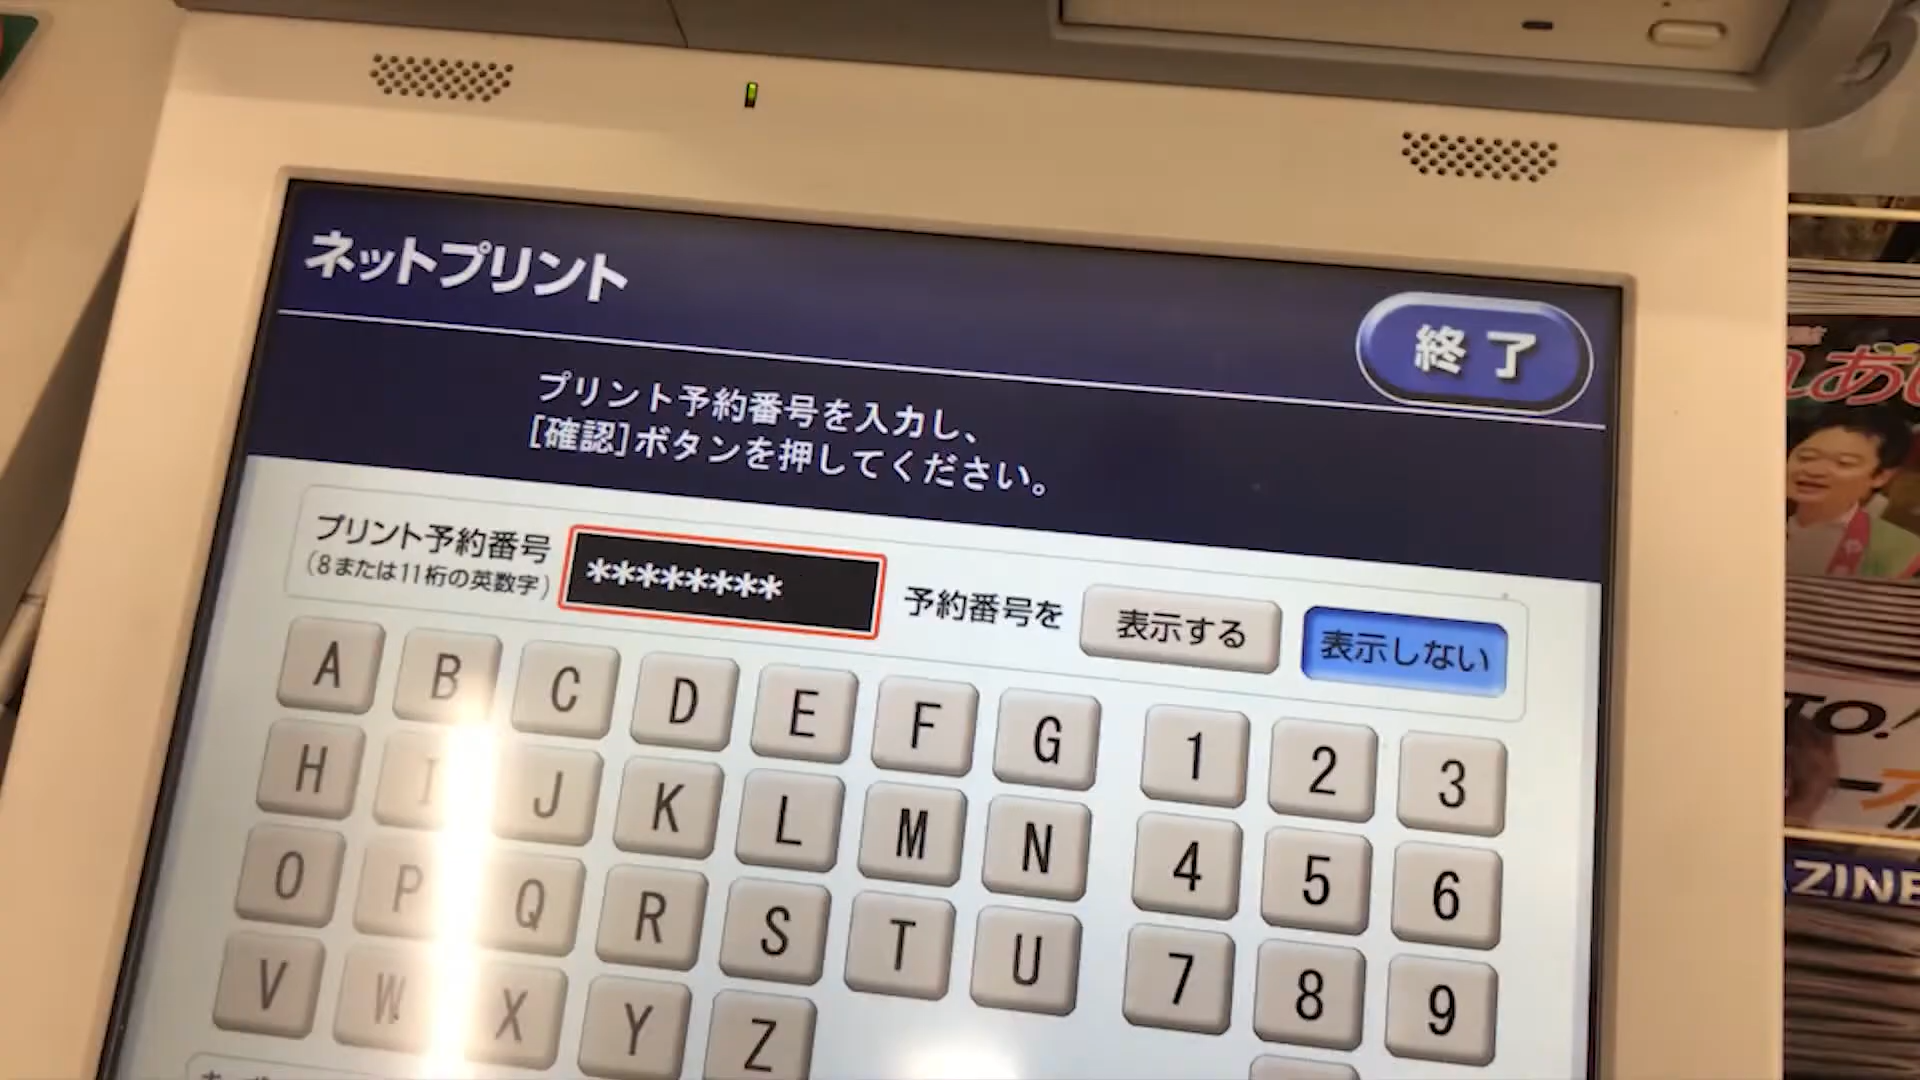 ネットプリント
終了
プリント予約番号を入力し、
[確認]ボタンを押してください。
プリント予約番号
(8または11桁の英数字)
********
予約番号を
表示する
表示しない
A B C D E F G 1 2 3
H I J K L M N 4 5 6
O P Q R S T U 7 8 9
V W X Y Z
れあい
TO!
ZINE